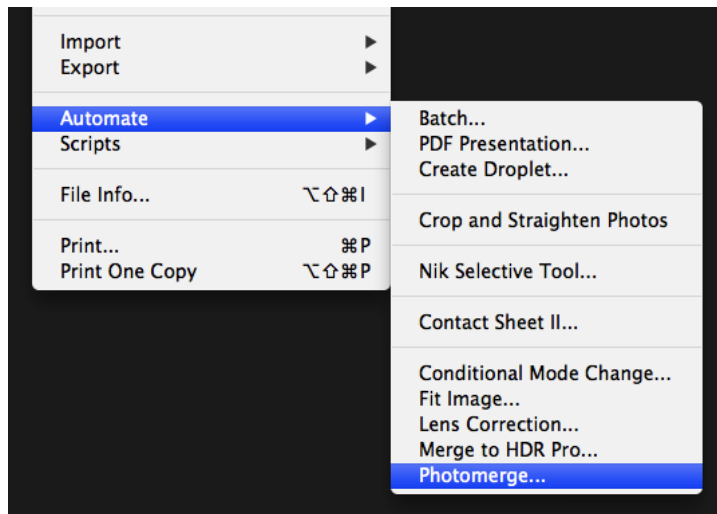 Import
Export
Automate
Scripts
File Info... ⌥⇧⌘I
Print... ⌘P
Print One Copy ⌥⇧⌘P
Batch...
PDF Presentation...
Create Droplet...
Crop and Straighten Photos
Nik Selective Tool...
Contact Sheet II...
Conditional Mode Change...
Fit Image...
Lens Correction...
Merge to HDR Pro...
Photomerge...